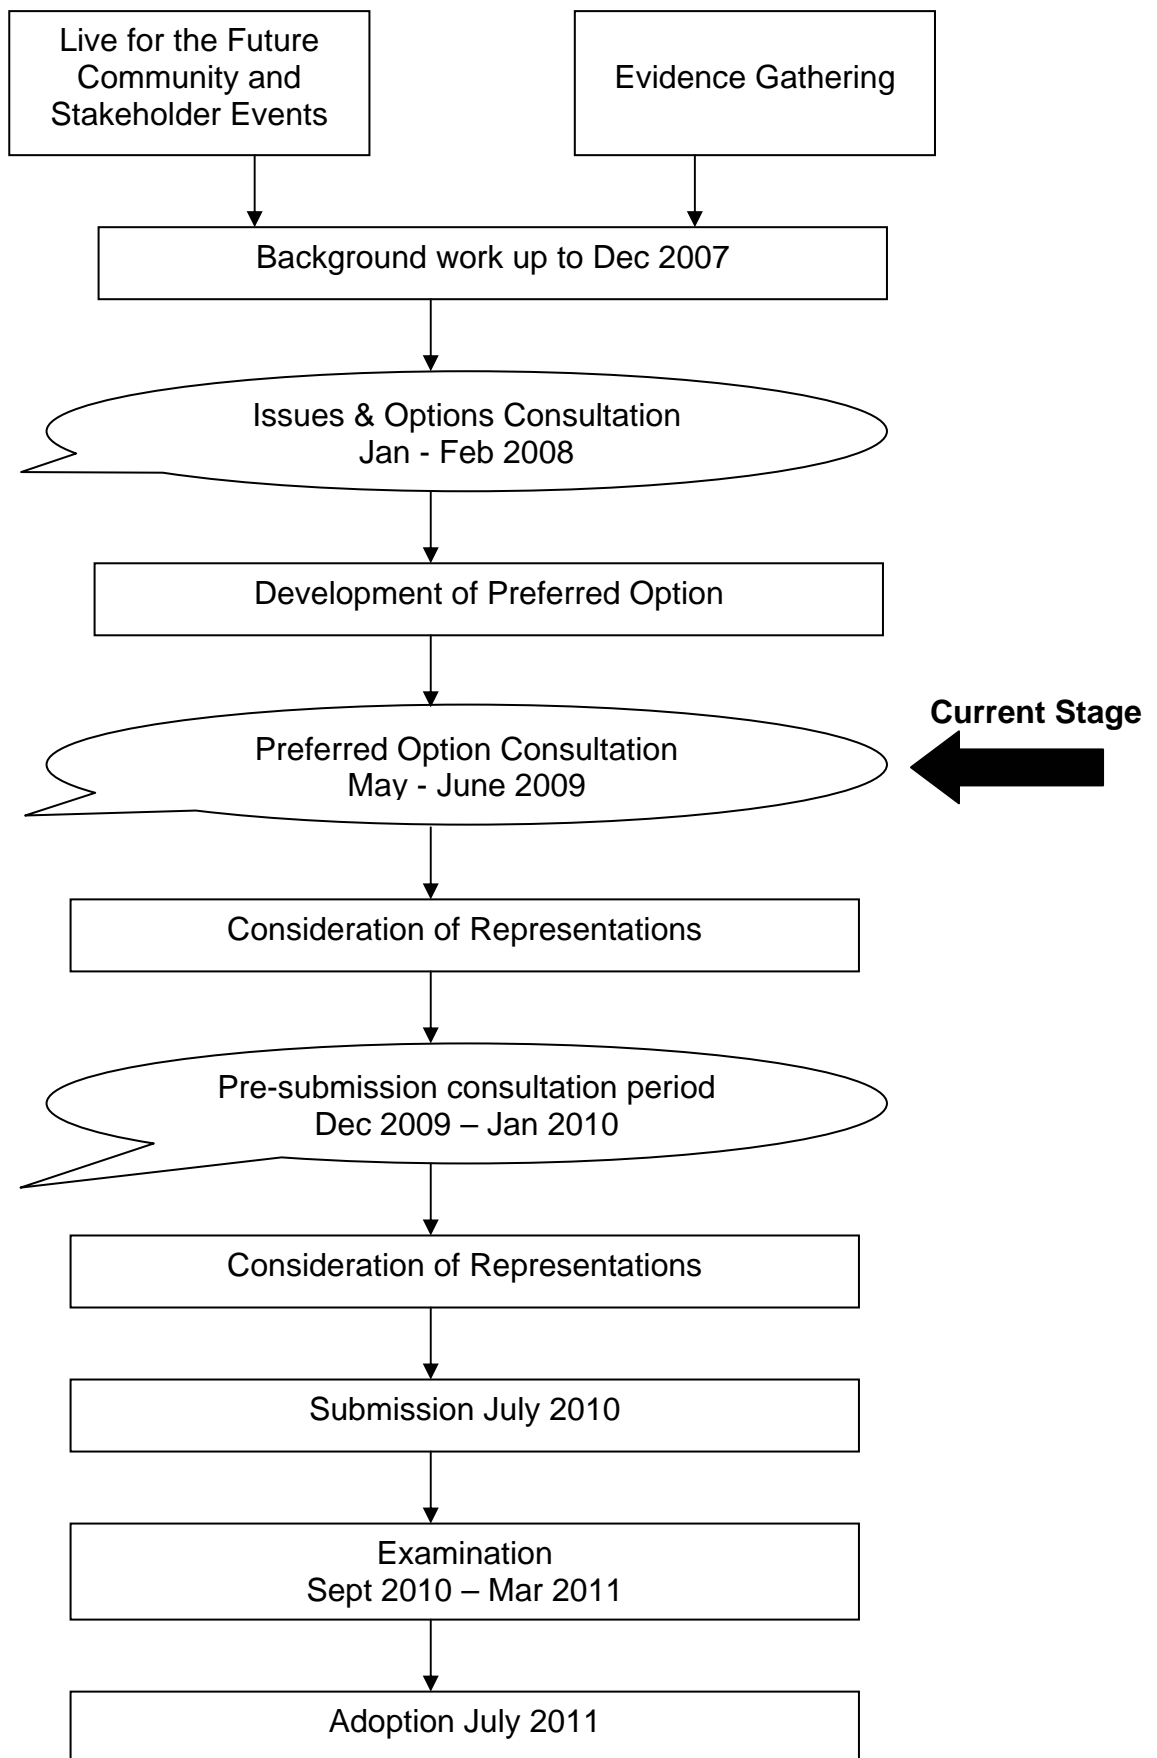 Live for the Future
Community and
Stakeholder Events
Evidence Gathering
Background work up to Dec 2007
Issues & Options Consultation
Jan - Feb 2008
Development of Preferred Option
Current Stage
Preferred Option Consultation
May - June 2009
Consideration of Representations
Pre-submission consultation period
Dec 2009 – Jan 2010
Consideration of Representations
Submission July 2010
Examination
Sept 2010 – Mar 2011
Adoption July 2011